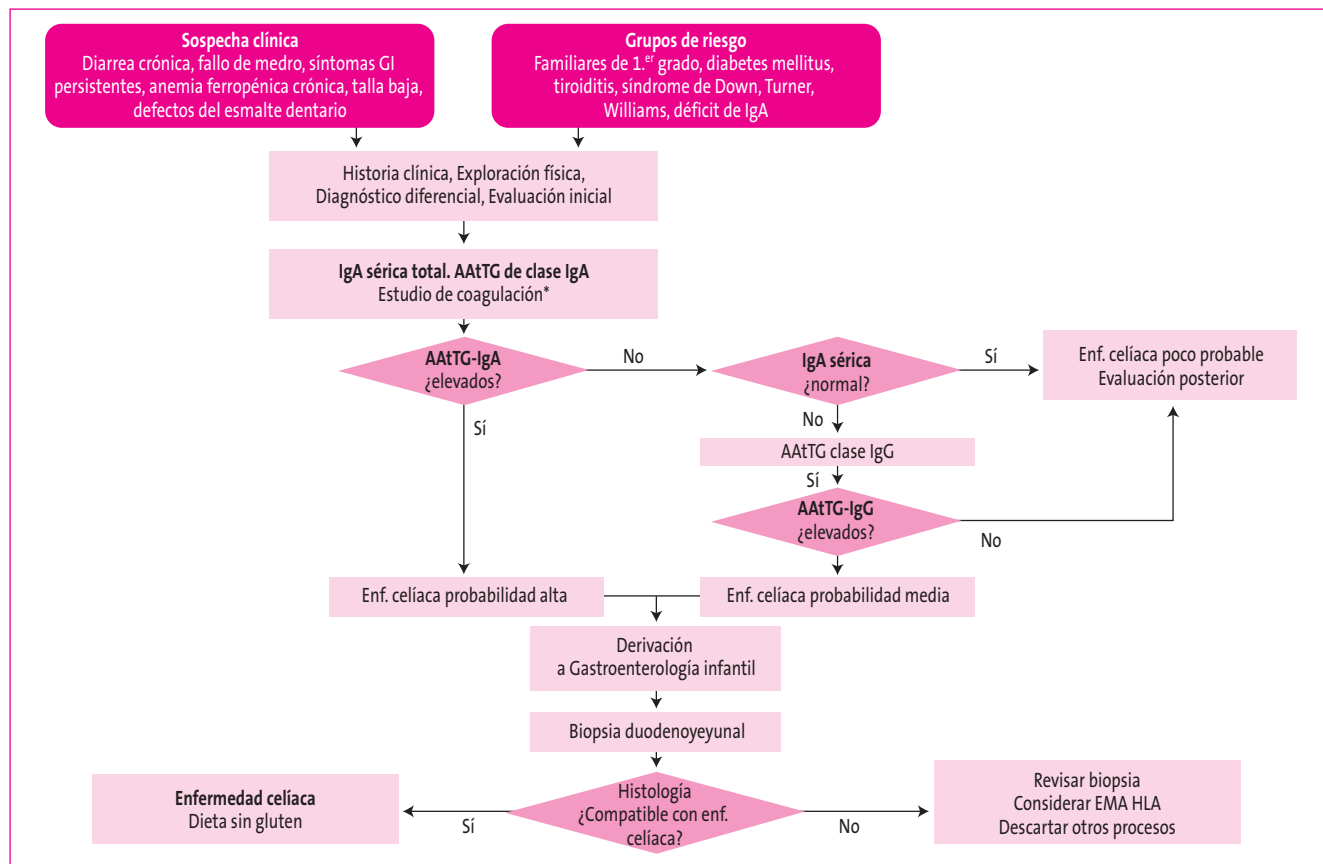 Sospecha clínica
Diarrea crónica, fallo de medro, síntomas GI
persistentes, anemia ferropénica crónica, talla baja,
defectos del esmalte dentario
Grupos de riesgo
Familiares de 1.er grado, diabetes mellitus,
tiroiditis, síndrome de Down, Turner,
Williams, déficit de IgA
Historia clínica, Exploración física,
Diagnóstico diferencial, Evaluación inicial
IgA sérica total. AAtTG de clase IgA
Estudio de coagulación*
AAtTG-IgA
¿elevados?
No
IgA sérica
¿normal?
Sí
Enf. celíaca poco probable
Evaluación posterior
Sí
No
AAtTG clase IgG
Sí
AAtTG-IgG
¿elevados?
No
Enf. celíaca probabilidad alta
Enf. celíaca probabilidad media
Derivación
a Gastroenterología infantil
Biopsia duodenoyeyunal
Histología
¿Compatible con enf.
celíaca?
Sí
Enfermedad celíaca
Dieta sin gluten
No
Revisar biopsia
Considerar EMA HLA
Descartar otros procesos